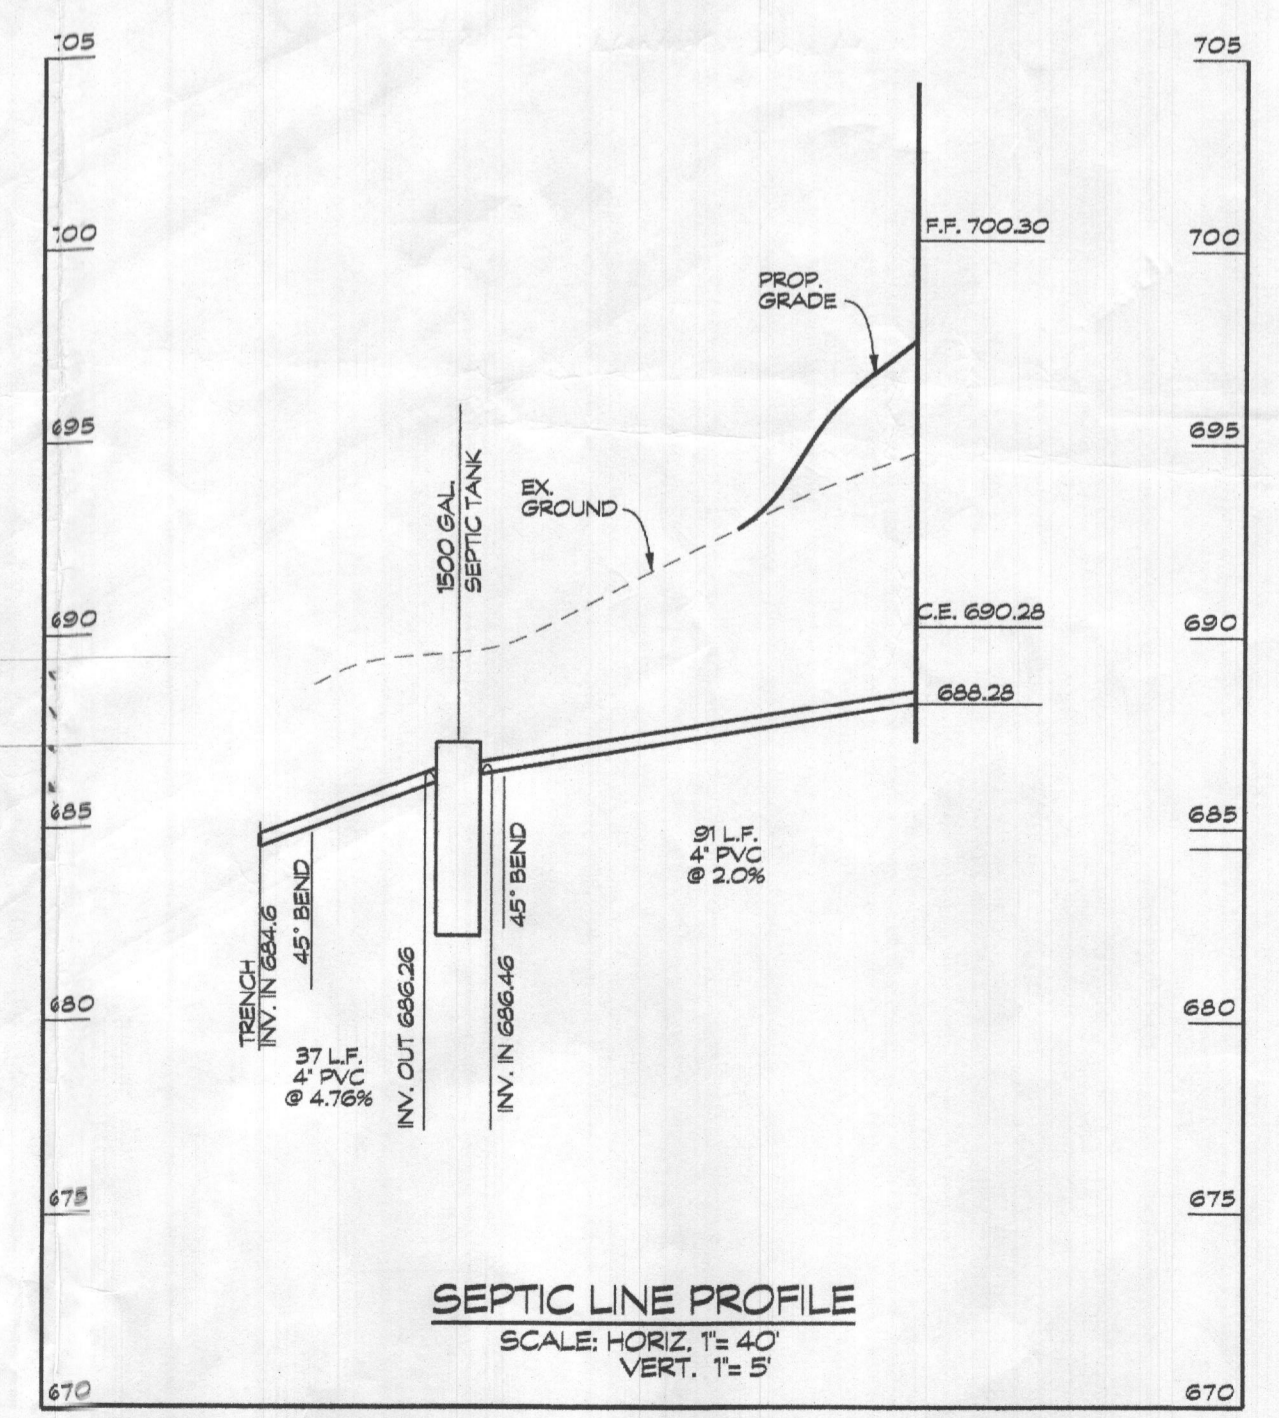 705
705
F.F. 700.30
700
700
PROP.
GRADE
695
695
1500 GAL.
SEPTIC TANK
EX.
GROUND
690
C.E. 690.28
690
688.28
685
685
91 L.F.
4" PVC
@ 2.0%
45° BEND
45° BEND
TRENCH
INV. IN 684.6
INV. OUT 686.26
INV. IN 686.46
680
680
37 L.F.
4" PVC
@ 4.76%
675
675
SEPTIC LINE PROFILE
SCALE: HORIZ. 1"= 40'
VERT. 1"= 5'
670
670